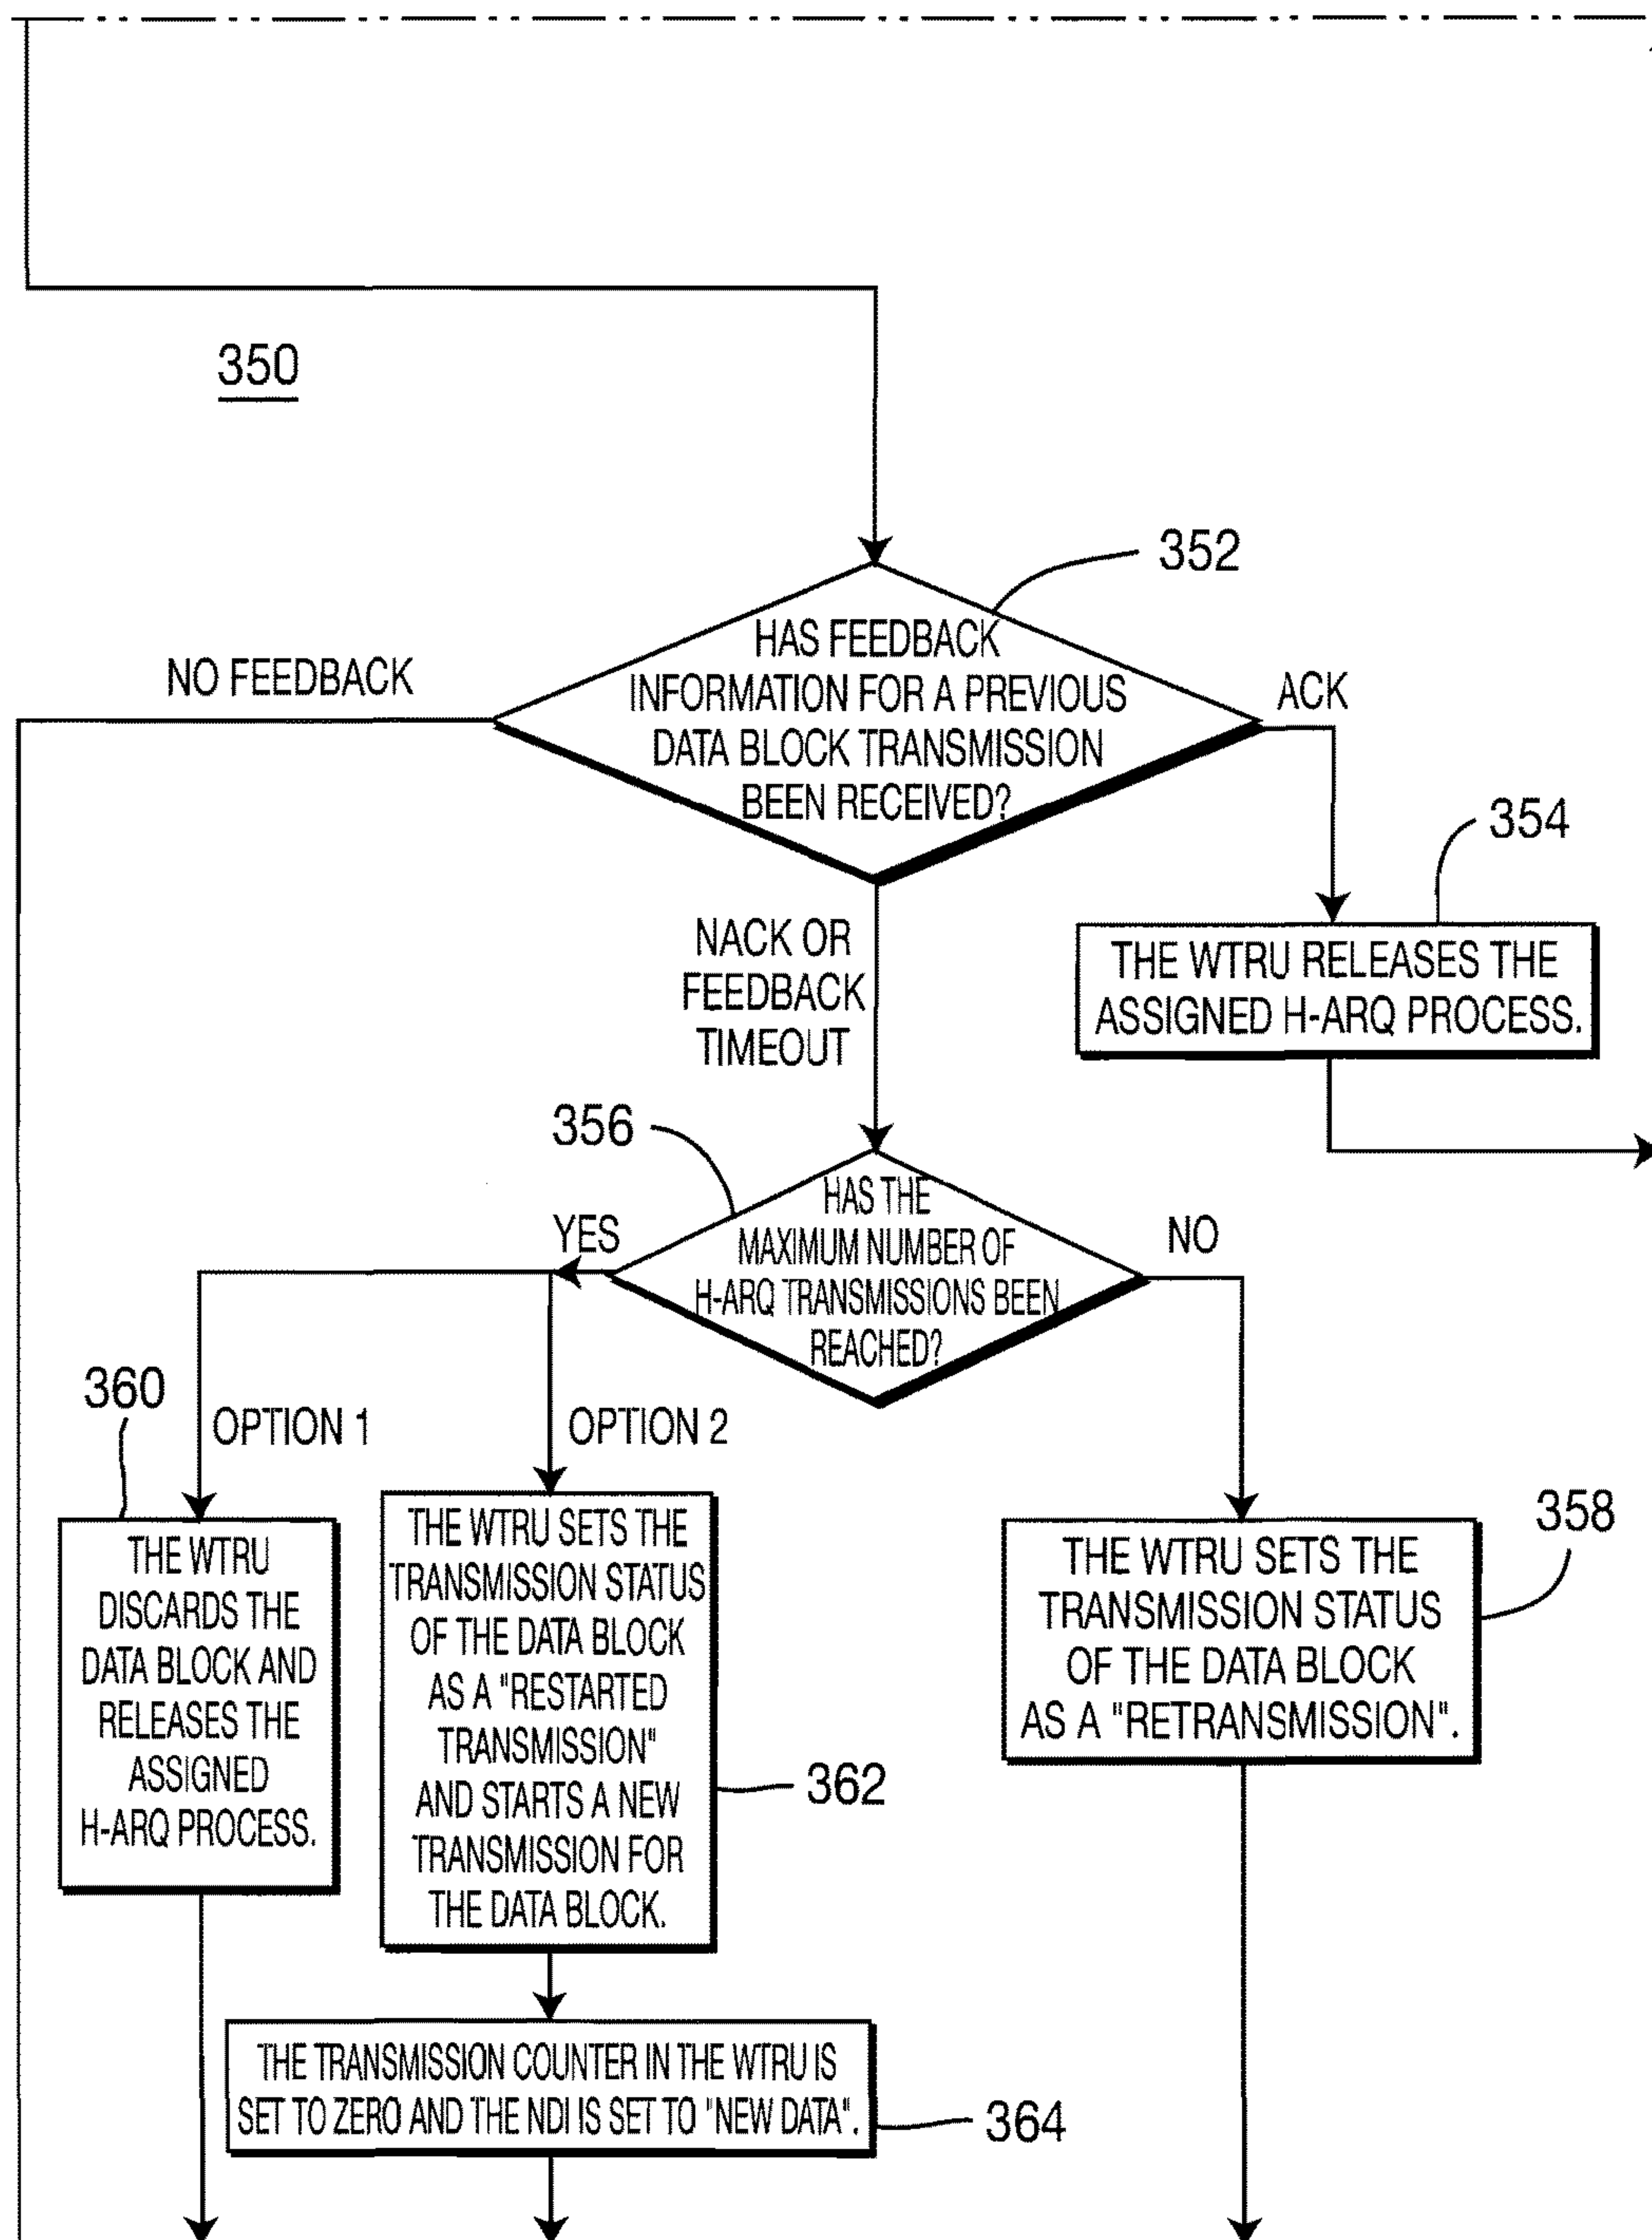 350
352
HAS FEEDBACK
INFORMATION FOR A PREVIOUS
DATA BLOCK TRANSMISSION
BEEN RECEIVED?
NO FEEDBACK
ACK
354
NACK OR
FEEDBACK
TIMEOUT
THE WTRU RELEASES THE
ASSIGNED H-ARQ PROCESS.
356
HAS THE
MAXIMUM NUMBER OF
H-ARQ TRANSMISSIONS BEEN
REACHED?
YES
NO
360
OPTION 1
OPTION 2
THE WTRU
DISCARDS THE
DATA BLOCK AND
RELEASES THE
ASSIGNED
H-ARQ PROCESS.
THE WTRU SETS THE
TRANSMISSION STATUS
OF THE DATA BLOCK
AS A "RESTARTED
TRANSMISSION"
AND STARTS A NEW
TRANSMISSION FOR
THE DATA BLOCK.
362
358
THE WTRU SETS THE
TRANSMISSION STATUS
OF THE DATA BLOCK
AS A "RETRANSMISSION".
THE TRANSMISSION COUNTER IN THE WTRU IS
SET TO ZERO AND THE NDI IS SET TO "NEW DATA".
364